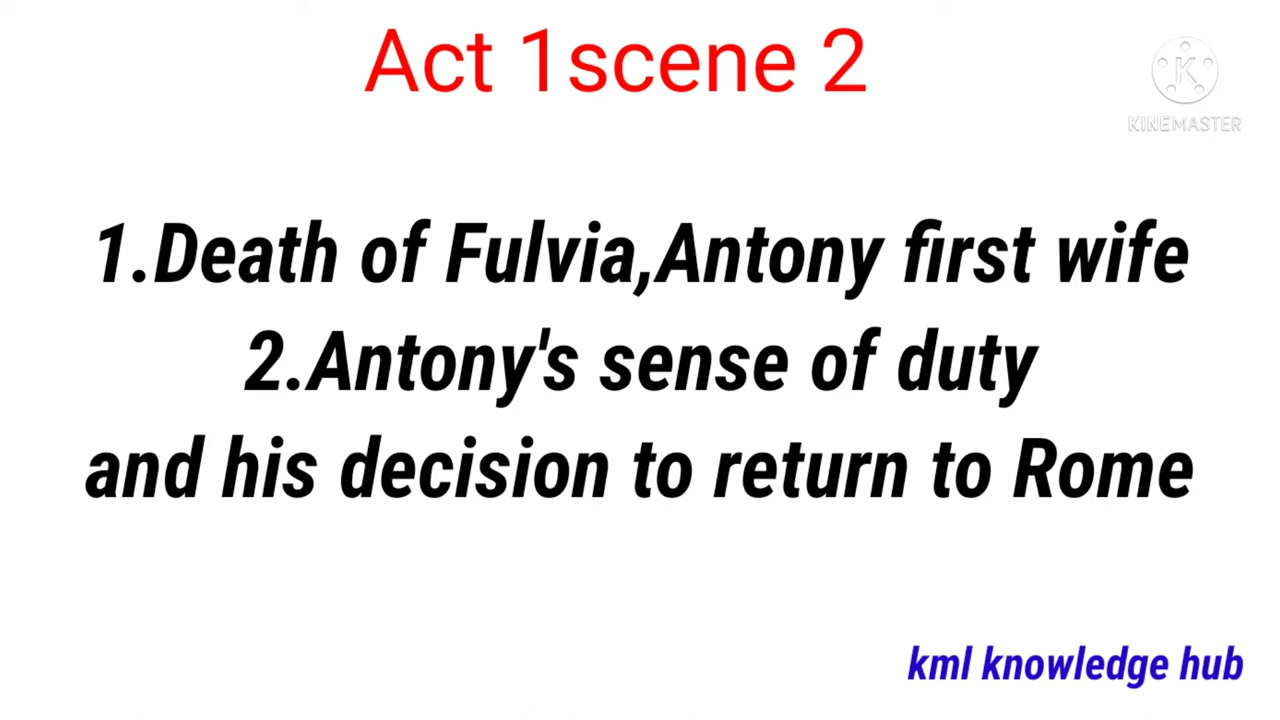 Act 1scene 2
K
KINEMASTER
1.Death of Fulvia,Antony first wife
2.Antony's sense of duty
and his decision to return to Rome
kml knowledge hub